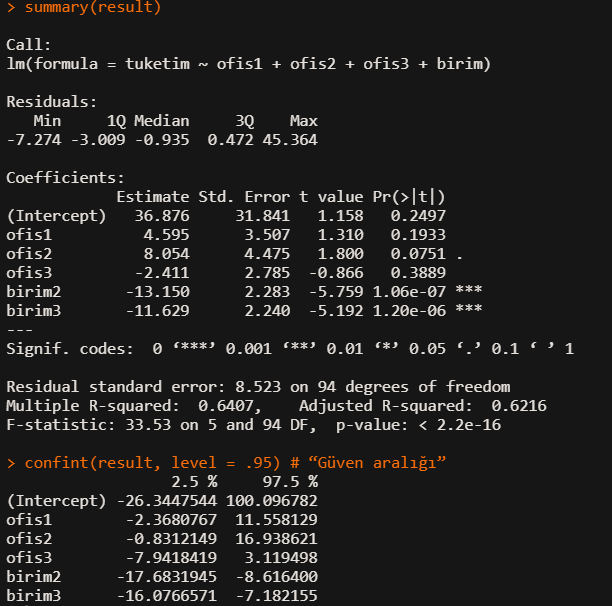 > summary(result)
Call:
lm(formula = tuketim ~ ofis1 + ofis2 + ofis3 + birim)
Residuals:
   Min     1Q Median     3Q    Max
-7.274 -3.009 -0.935  0.472 45.364
Coefficients:
            Estimate Std. Error t value Pr(>|t|)
(Intercept)   36.876     31.841   1.158   0.2497
ofis1          4.595      3.507   1.310   0.1933
ofis2          8.054      4.475   1.800   0.0751 .
ofis3         -2.411      2.785  -0.866   0.3889
birim2       -13.150      2.283  -5.759 1.06e-07 ***
birim3       -11.629      2.240  -5.192 1.20e-06 ***
---
Signif. codes:  0 ‘***’ 0.001 ‘**’ 0.01 ‘*’ 0.05 ‘.’ 0.1 ‘ ’ 1
Residual standard error: 8.523 on 94 degrees of freedom
Multiple R-squared:  0.6407,    Adjusted R-squared:  0.6216
F-statistic: 33.53 on 5 and 94 DF,  p-value: < 2.2e-16
> confint(result, level = .95) # “Güven aralığı”
                  2.5 %     97.5 %
(Intercept) -26.3447544 100.096782
ofis1        -2.3680767  11.558129
ofis2        -0.8312149  16.938621
ofis3        -7.9418419   3.119498
birim2      -17.6831945  -8.616400
birim3      -16.0766571  -7.182155